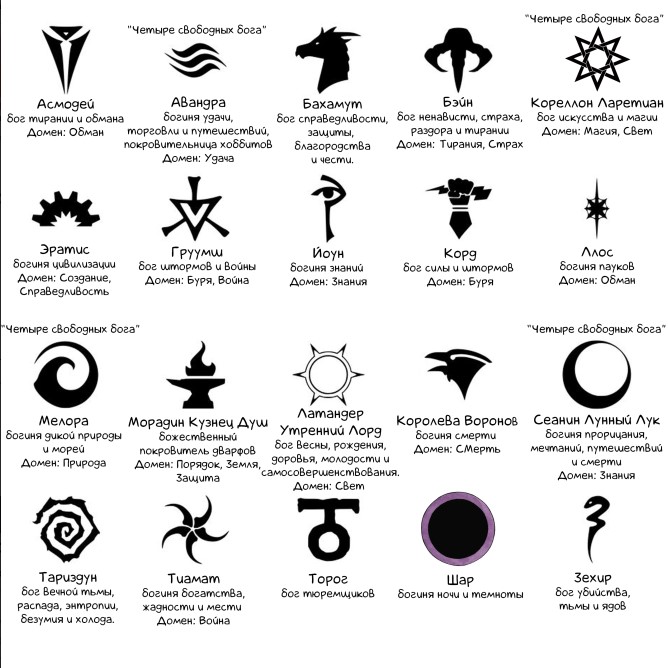 "Четыре свободных бога"
Асмодей
бог тирании и обмана
Домен: Обман
"Четыре свободных бога"
Авандра
богиня удачи,
торговли и путешествий,
покровительница хоббитов
Домен: Удача
Бахамут
бог справедливости,
защиты,
благородства
и чести.
Бэйн
бог ненависти, страха,
раздора и тирании
Домен: Тирания, Страх
Кореллон Ларетиан
бог искусства и магии
Домен: Магия, Свет
Эратис
богиня цивилизации
Домен: Создание,
Справедливость
Груумш
бог штормов и войны
Домен: Буря, Война
Йоун
богиня знаний
Домен: Знания
Корд
бог силы и штормов
Домен: Буря
Ллос
богиня пауков
Домен: Обман
"Четыре свободных бога"
Мелора
богиня дикой природы
и морей
Домен: Природа
Морадин Кузнец Душ
божественный
покровитель дварфов
Домен: Порядок, Земля,
Защита
Латандер
Утренний Лорд
бог Весны, рождения,
доровья, молодости и
самосовершенствования.
Домен: Свет
Королева Воронов
богиня смерти
Домен: СМерть
"Четыре свободных бога"
Сеанин Лунный Лук
богиня прорицания,
мечтаний, путешествий
и смерти
Домен: Знания
Тариздун
бог вечной тьмы,
распада, энтропии,
безумия и холода.
Тиамат
богиня богатства,
жадности и мести
Домен: Война
Торог
бог тюремщиков
Шар
богиня ночи и темноты
Зехир
бог убийства,
тьмы и ядов